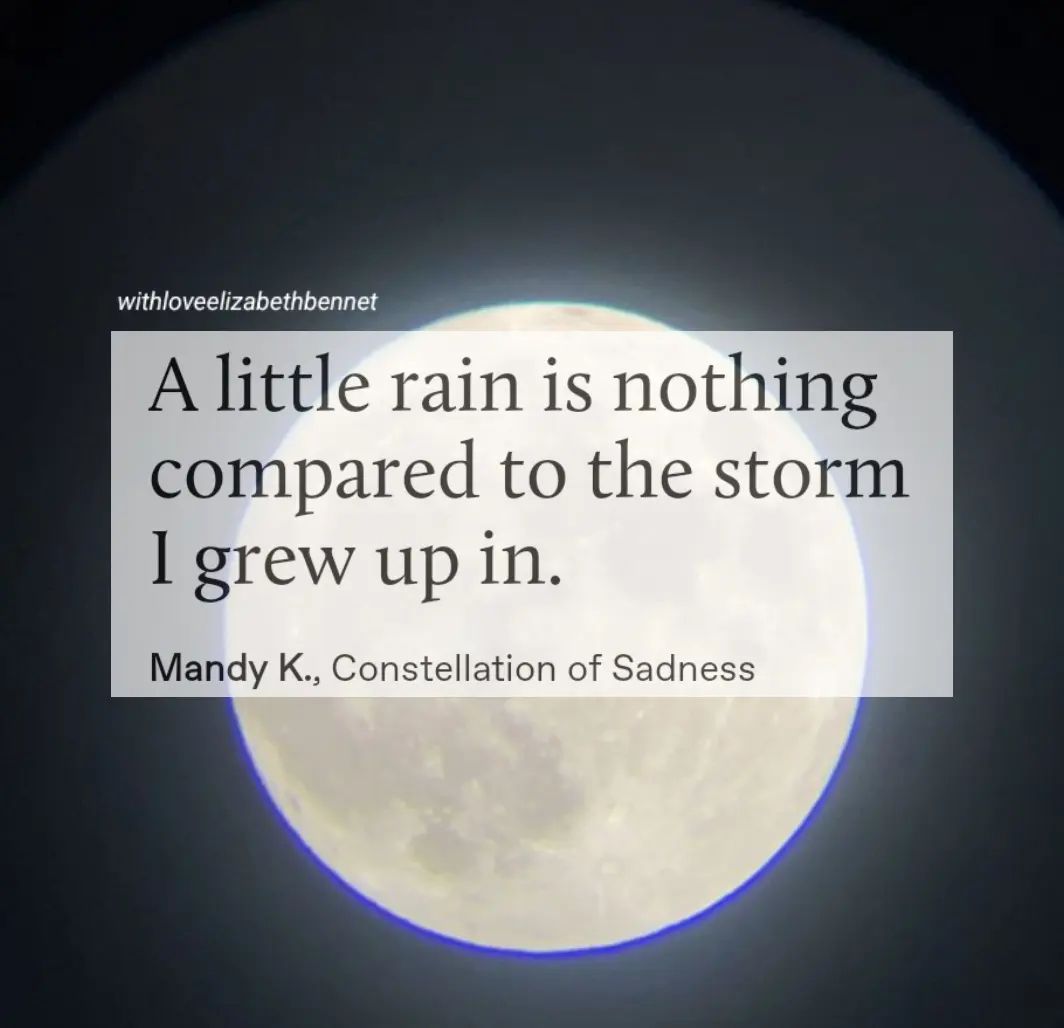 withloveelizabethbennet
A little rain is nothing
compared to the storm
I grew up in.
Mandy K., Constellation of Sadness